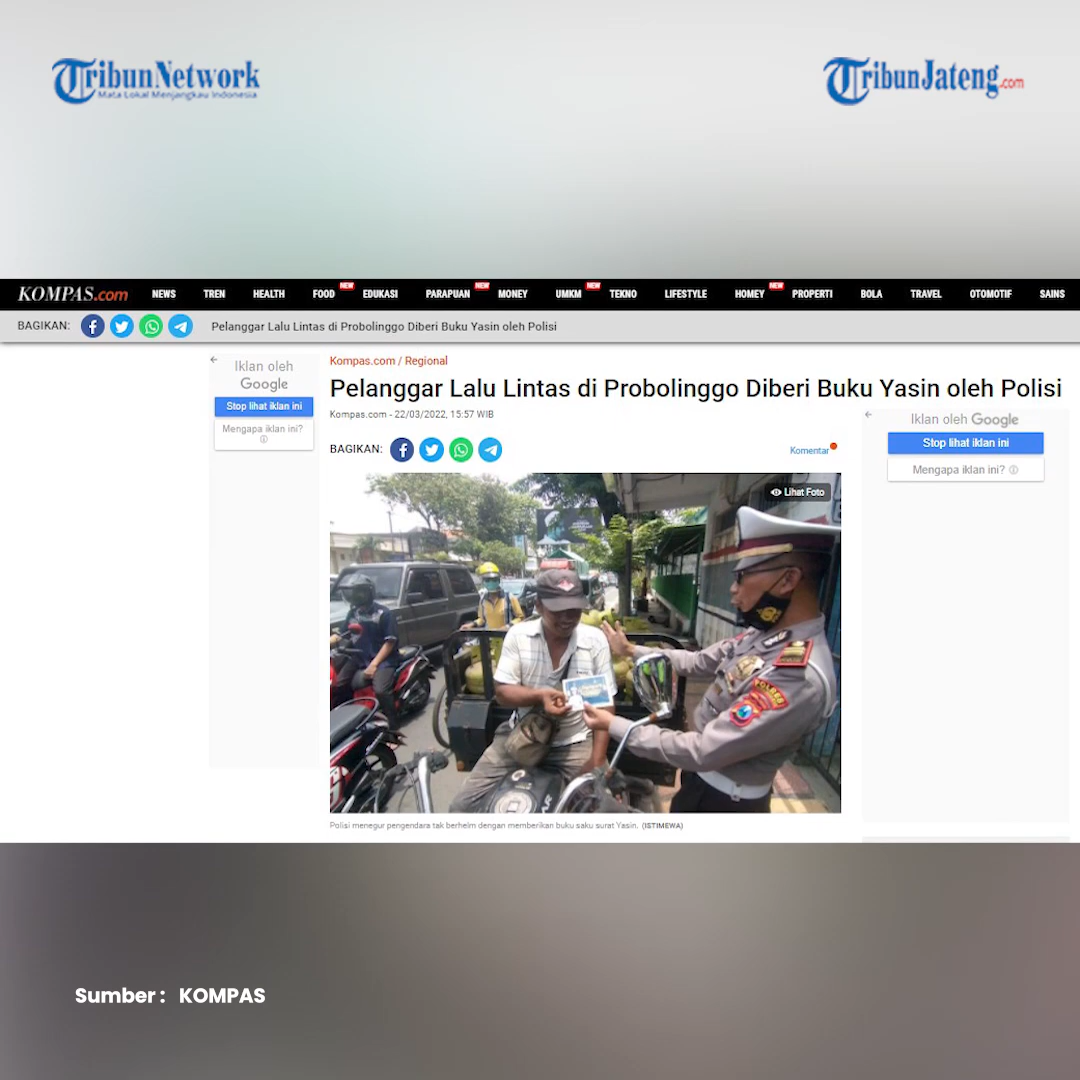 TribunNetwork
Mata Lokal Menjangkau Indonesia
TribunJateng.com
KOMPAS.com NEWS TREN HEALTH FOOD NEW EDUKASI PARAPUAN NEW MONEY UMKM NEW TEKNO LIFESTYLE HOMEY NEW PROPERTI BOLA TRAVEL OTOMOTIF SAINS
BAGIKAN: Pelanggar Lalu Lintas di Probolinggo Diberi Buku Yasin oleh Polisi
Iklan oleh
Google
Stop lihat iklan ini
Mengapa iklan ini?
Kompas.com / Regional
Pelanggar Lalu Lintas di Probolinggo Diberi Buku Yasin oleh Polisi
Kompas.com - 22/03/2022, 15:57 WIB
BAGIKAN:
Komentar
Iklan oleh Google
Stop lihat iklan ini
Mengapa iklan ini?
Lihat Foto
POLRES
Polisi menegur pengendara tak berhelm dengan memberikan buku saku surat Yasin. (ISTIMEWA)
Sumber : KOMPAS